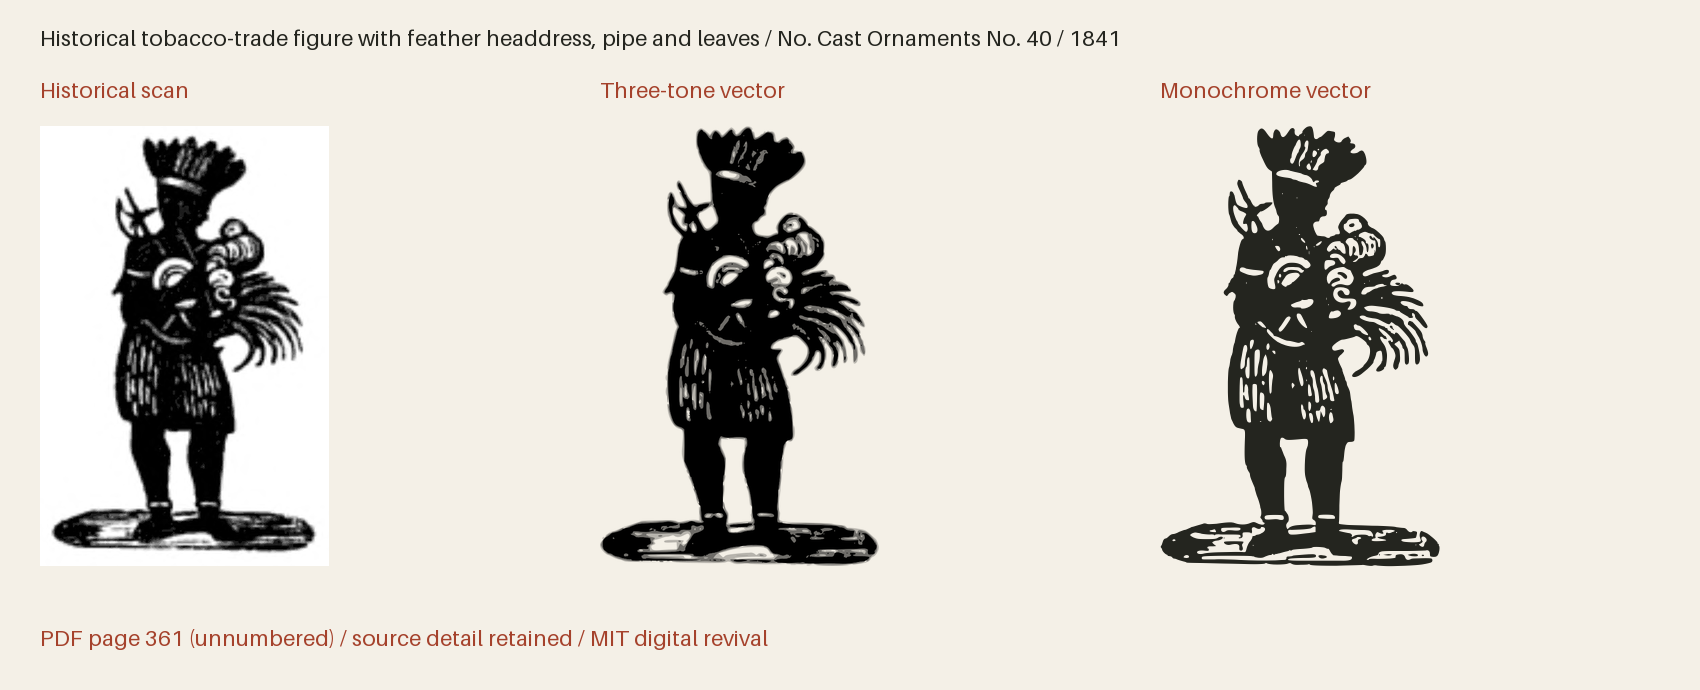 Historical tobacco-trade figure with feather headdress, pipe and leaves / No. Cast Ornaments No. 40 / 1841
Historical scan
Three-tone vector
Monochrome vector
PDF page 361 (unnumbered) / source detail retained / MIT digital revival